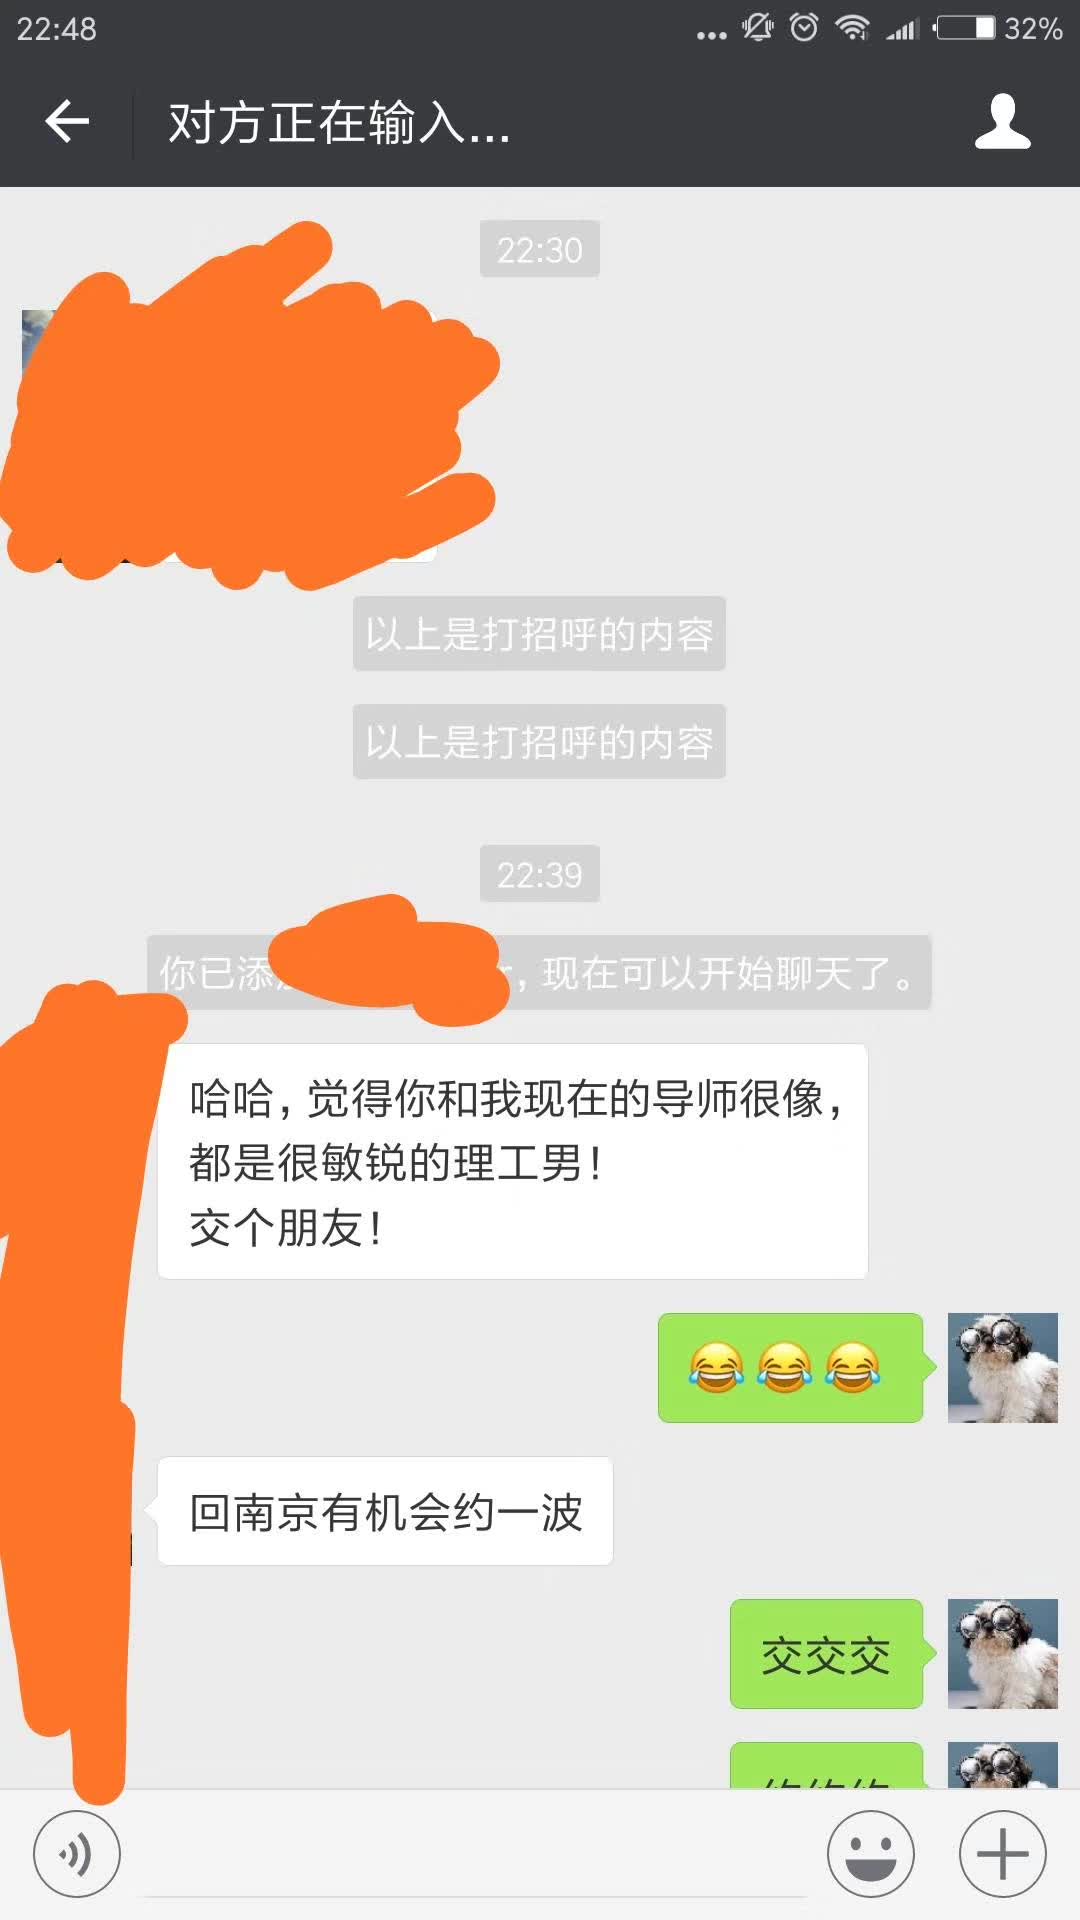 22:48
32%
对方正在输入...
22:30
以上是打招呼的内容
以上是打招呼的内容
22:39
你已添 r，现在可以开始聊天了。
哈哈，觉得你和我现在的导师很像，
都是很敏锐的理工男！
交个朋友！
😂😂😂
回南京有机会约一波
交交交